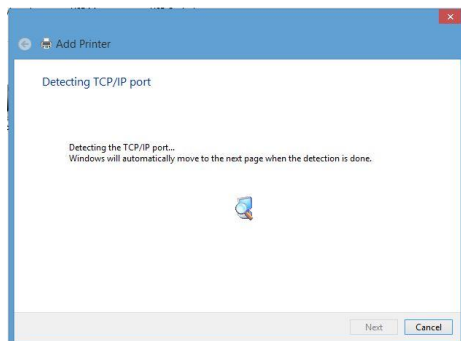 Add Printer
Detecting TCP/IP port
Detecting the TCP/IP port...
Windows will automatically move to the next page when the detection is done.
Next
Cancel